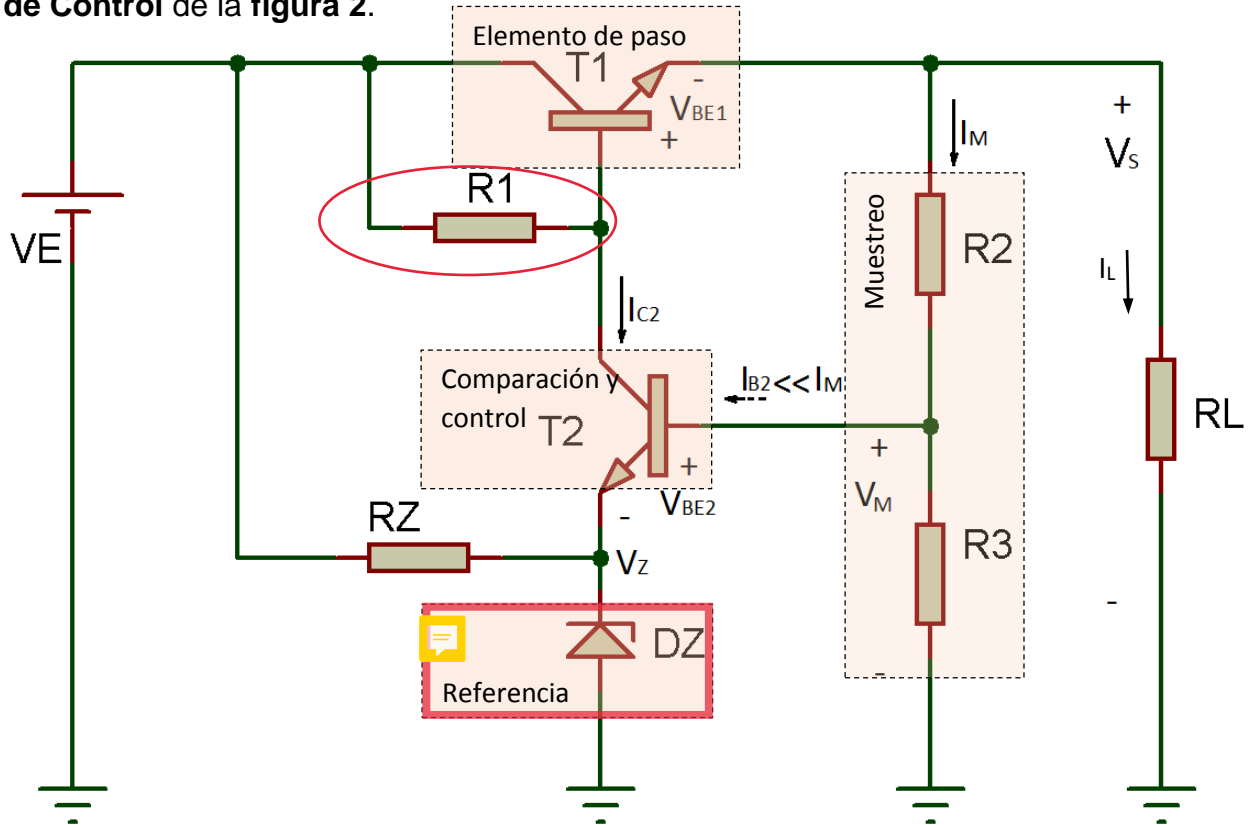 de Control de la figura 2.
Elemento de paso
T1
-
VBE1
+
IM
+
VS
R1
VE
Muestreo
R2
IL
IC2
Comparación y
control
T2
IB2<<IM
RL
+
VBE2
-
+
VM
RZ
VZ
R3
-
DZ
Referencia
-